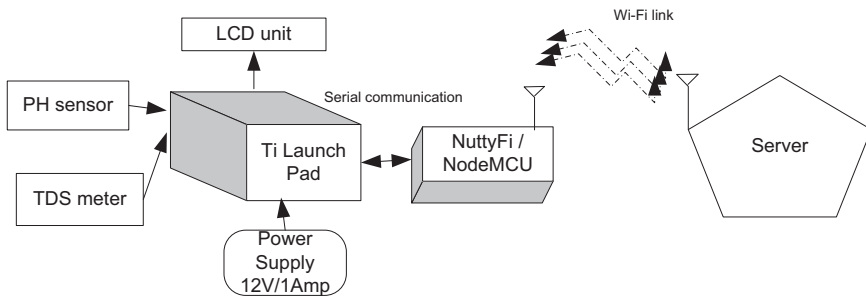 Wi-Fi link
LCD unit
PH sensor
Serial communication
NuttyFi /
NodeMCU
Ti Launch
Pad
Server
TDS meter
Power
Supply
12V/1Amp